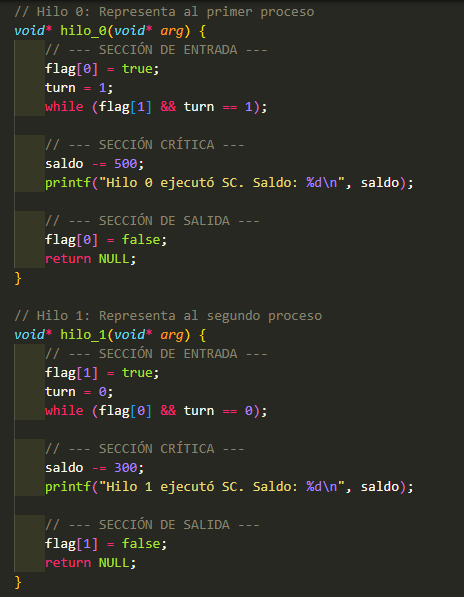 // Hilo 0: Representa al primer proceso
void* hilo_0(void* arg) {
    // --- SECCIÓN DE ENTRADA ---
    flag[0] = true;
    turn = 1;
    while (flag[1] && turn == 1);

    // --- SECCIÓN CRÍTICA ---
    saldo -= 500;
    printf("Hilo 0 ejecutó SC. Saldo: %d\n", saldo);

    // --- SECCIÓN DE SALIDA ---
    flag[0] = false;
    return NULL;
}

// Hilo 1: Representa al segundo proceso
void* hilo_1(void* arg) {
    // --- SECCIÓN DE ENTRADA ---
    flag[1] = true;
    turn = 0;
    while (flag[0] && turn == 0);

    // --- SECCIÓN CRÍTICA ---
    saldo -= 300;
    printf("Hilo 1 ejecutó SC. Saldo: %d\n", saldo);

    // --- SECCIÓN DE SALIDA ---
    flag[1] = false;
    return NULL;
}